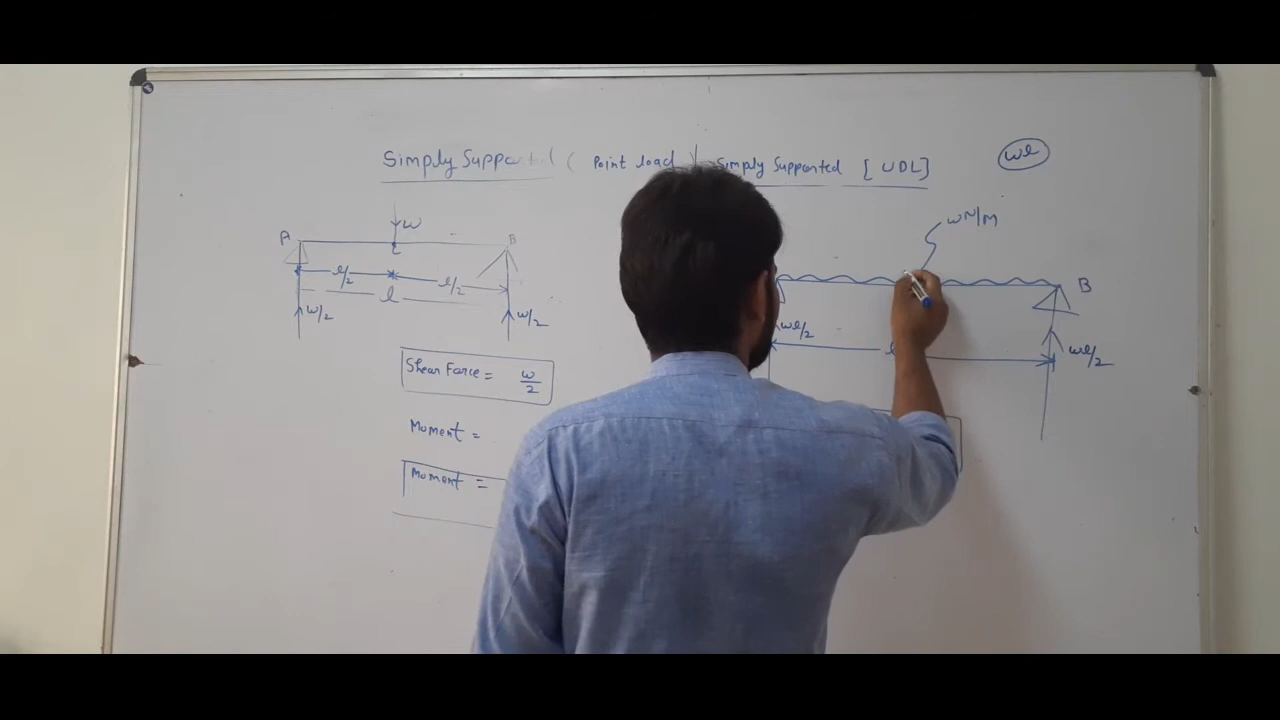 Simply Supported ( Point load )
A
W
B
l/2
l/2
l
w/2
w/2
Shear Force = w/2
Moment =
Moment =
Simply Supported [ UDL ]
wl
w N/M
B
wl/2
l
wl/2